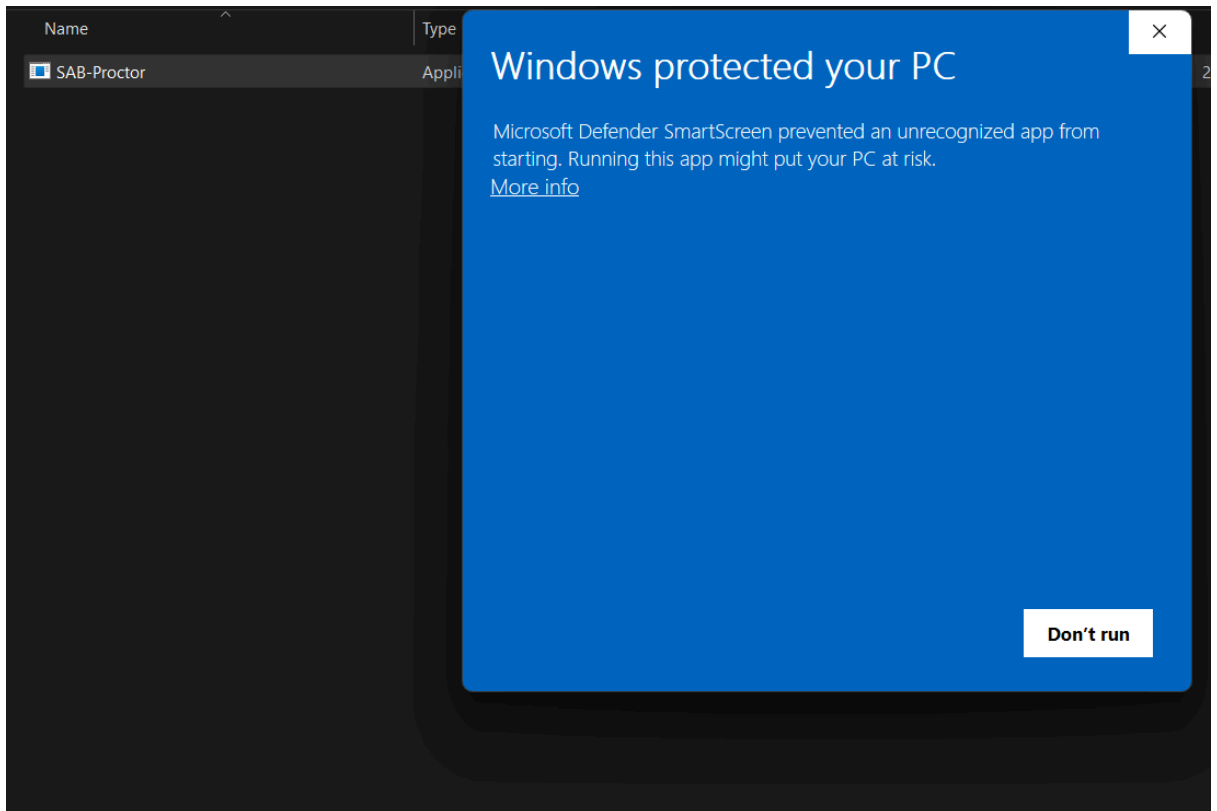 Name
Type
SAB-Proctor
Appli
2
Windows protected your PC
Microsoft Defender SmartScreen prevented an unrecognized app from
starting. Running this app might put your PC at risk.
More info
Don't run